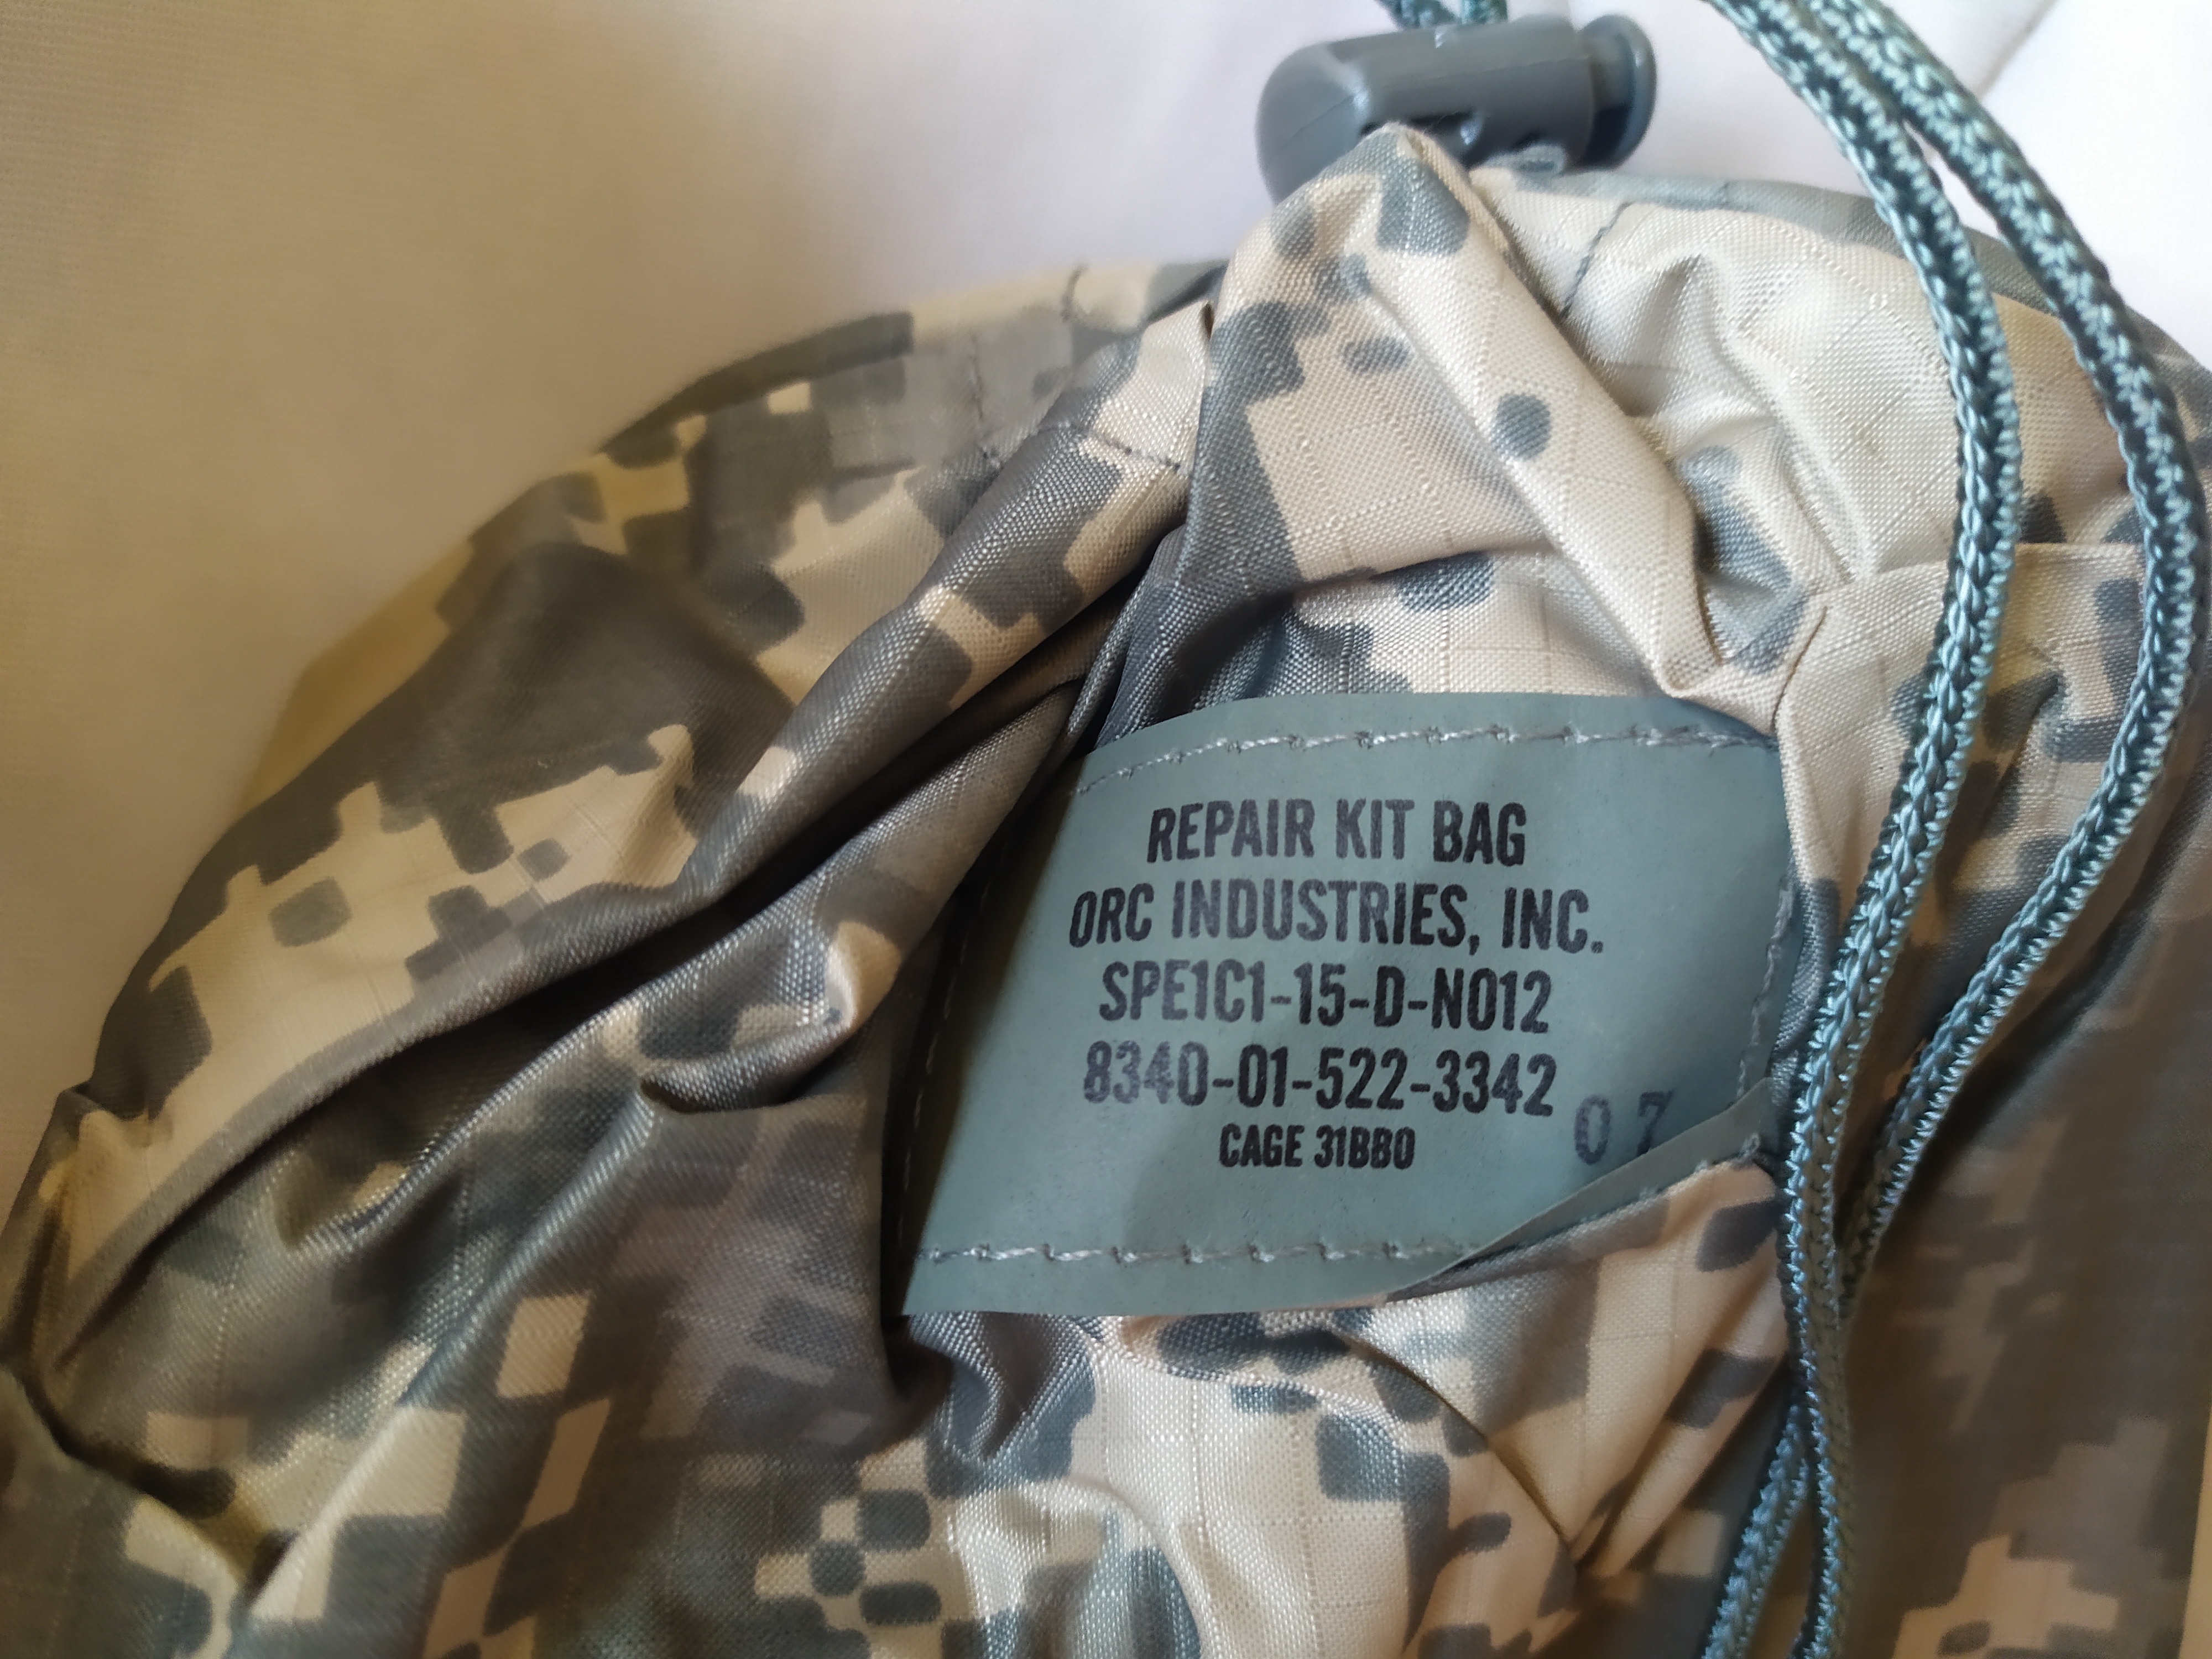 REPAIR KIT BAG
ORC INDUSTRIES, INC.
SPE1C1-15-D-N012
8340-01-522-3342
CAGE 31BB0
07